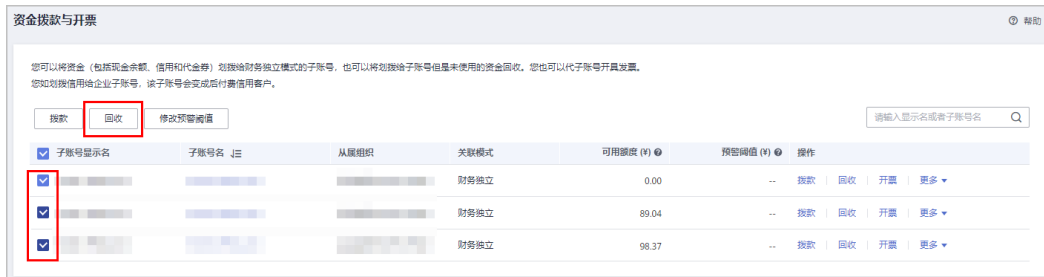 资金拨款与开票 帮助
您可以将资金（包括现金余额、信用和代金券）划拨给财务独立模式的子账号，也可以将划拨给子账号但是未使用的资金回收。您也可以代子账号开具发票。
您如划拨信用给企业子账号，该子账号会变成后付费信用客户。
拨款 回收 修改预警阈值 请输入显示名或者子账号名
子账号显示名 子账号名 从属组织 关联模式 可用额度 (¥) 预警阈值 (¥) 操作
财务独立 0.00 -- 拨款 回收 开票 更多
财务独立 89.04 -- 拨款 回收 开票 更多
财务独立 98.37 -- 拨款 回收 开票 更多